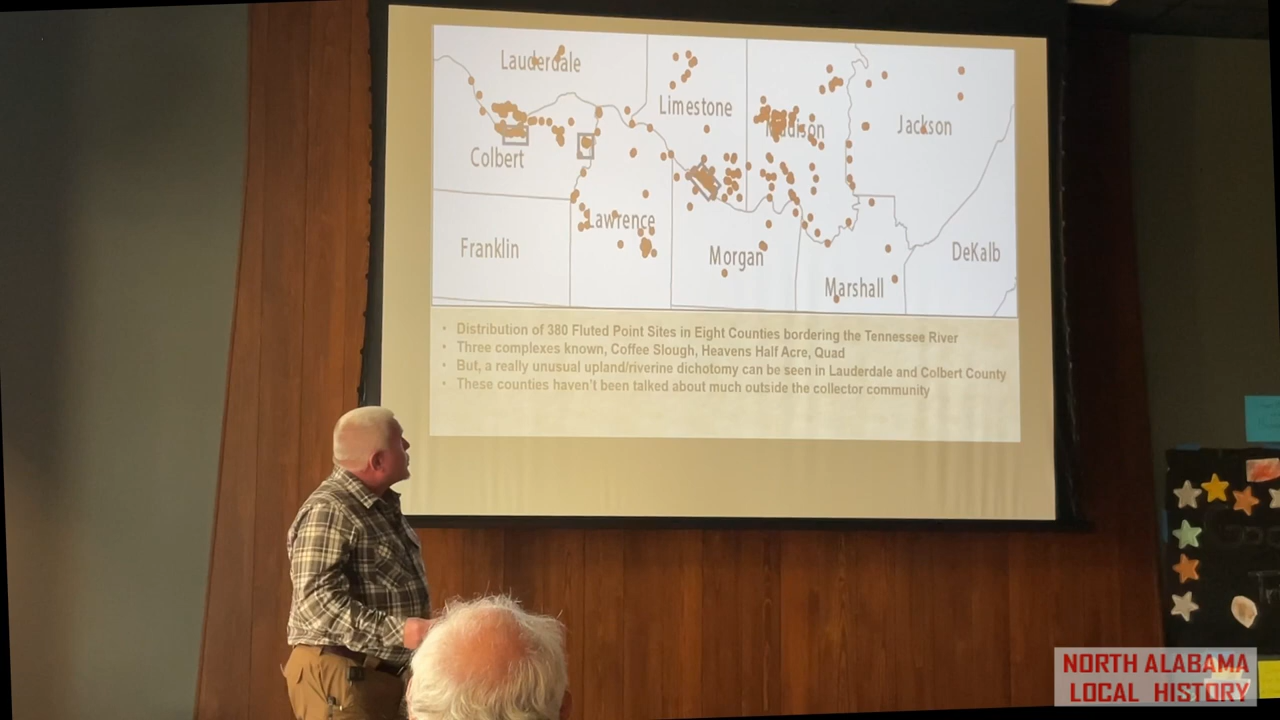 Lauderdale
Limestone
Madison
Jackson
Colbert
Lawrence
Franklin
Morgan
DeKalb
Marshall
• Distribution of 380 Fluted Point Sites in Eight Counties bordering the Tennessee River
• Three complexes known, Coffee Slough, Heavens Half Acre, Quad
• But, a really unusual upland/riverine dichotomy can be seen in Lauderdale and Colbert County
• These counties haven't been talked about much outside the collector community
NORTH ALABAMA
LOCAL HISTORY